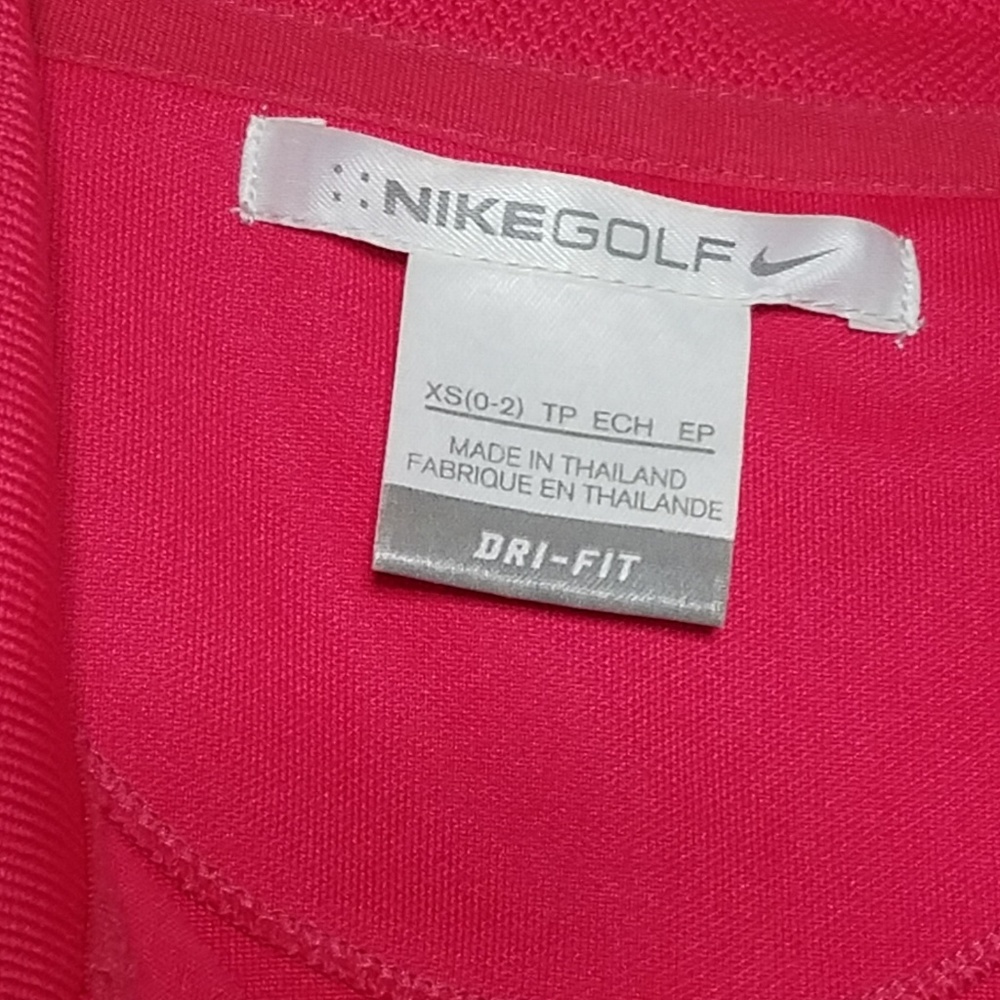 ::NIKEGOLF
XS(0-2) TP ECH EP
MADE IN THAILAND
FABRIQUE EN THAILANDE
DRI-FIT